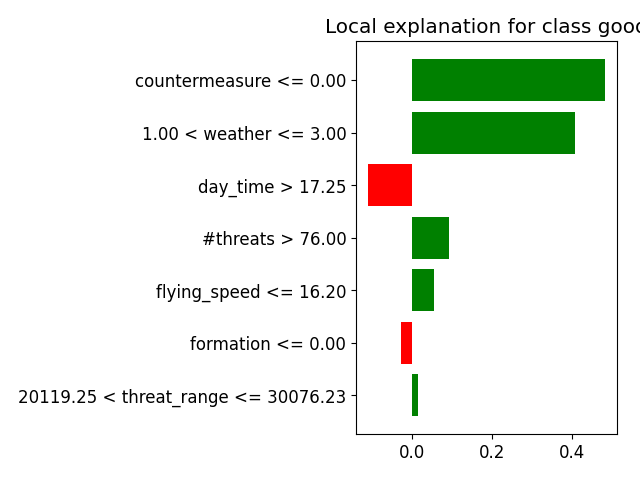 Local explanation for class good
countermeasure <= 0.00
1.00 < weather <= 3.00
day_time > 17.25
#threats > 76.00
flying_speed <= 16.20
formation <= 0.00
20119.25 < threat_range <= 30076.23
0.0 0.2 0.4